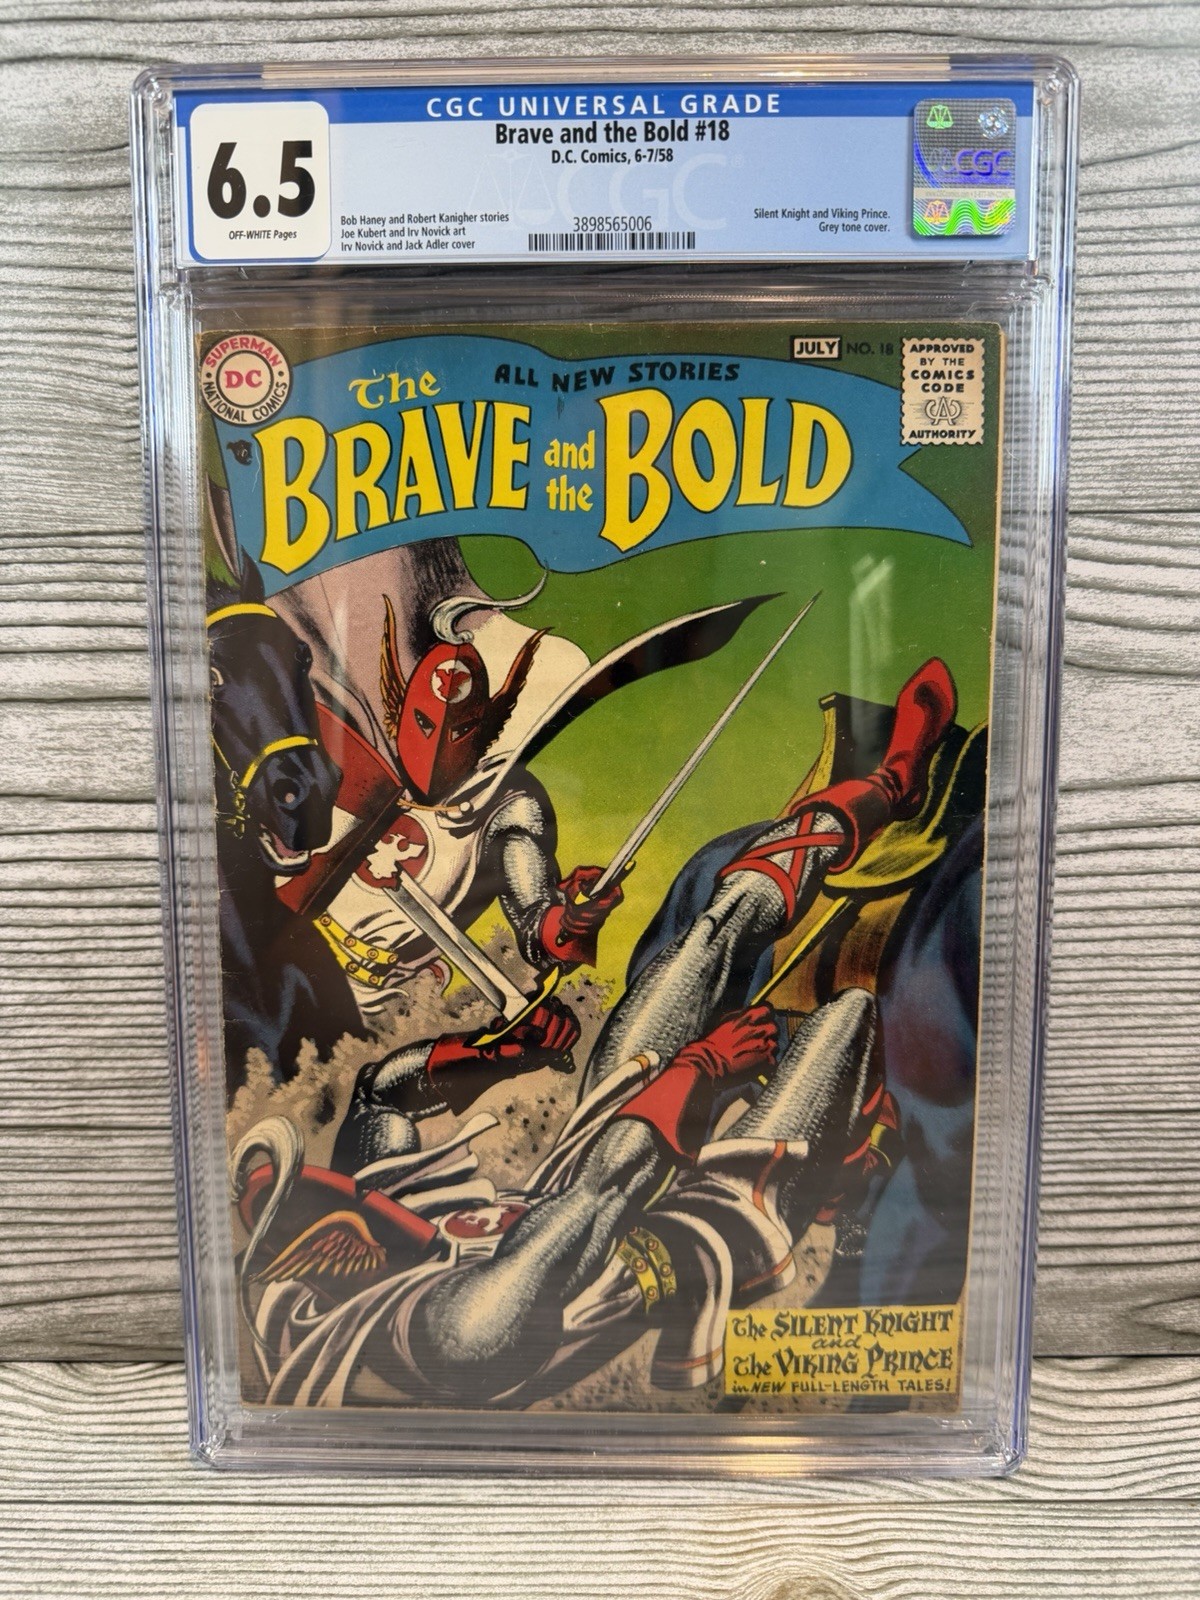 CGC UNIVERSAL GRADE
6.5
OFF-WHITE Pages
Brave and the Bold #18
D.C. Comics, 6-7/58
Bob Haney and Robert Kanigher stories
Joe Kubert and Irv Novick art
Irv Novick and Jack Adler cover
3898565006
Silent Knight and Viking Prince.
Grey tone cover.
CGC
CGC
SUPERMAN
DC
NATIONAL COMICS
JULY NO. 18
APPROVED
BY THE
COMICS
CODE
CA
AUTHORITY
ALL NEW STORIES
The
BRAVE and the BOLD
The SILENT KNIGHT
and
The VIKING PRINCE
in NEW FULL-LENGTH TALES!